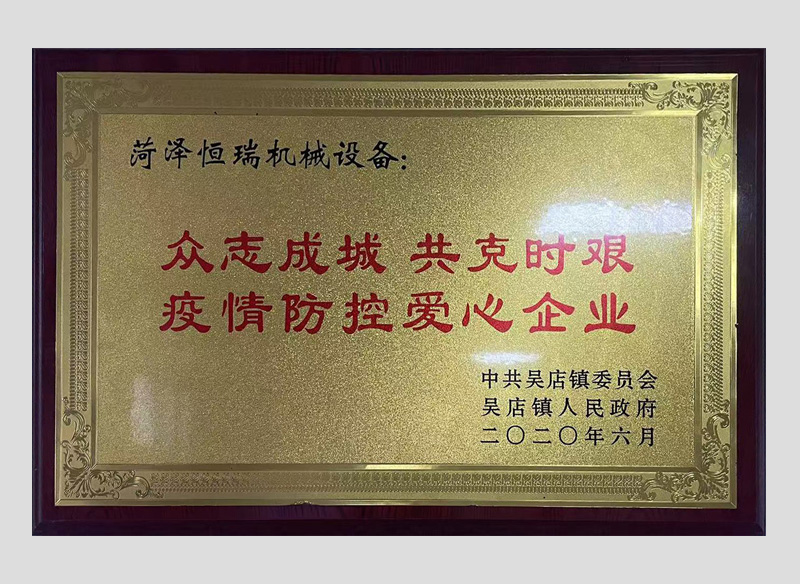 菏泽恒瑞机械设备：
众志成城 共克时艰
疫情防控爱心企业
中共吴店镇委员会
吴店镇人民政府
二〇二〇年六月